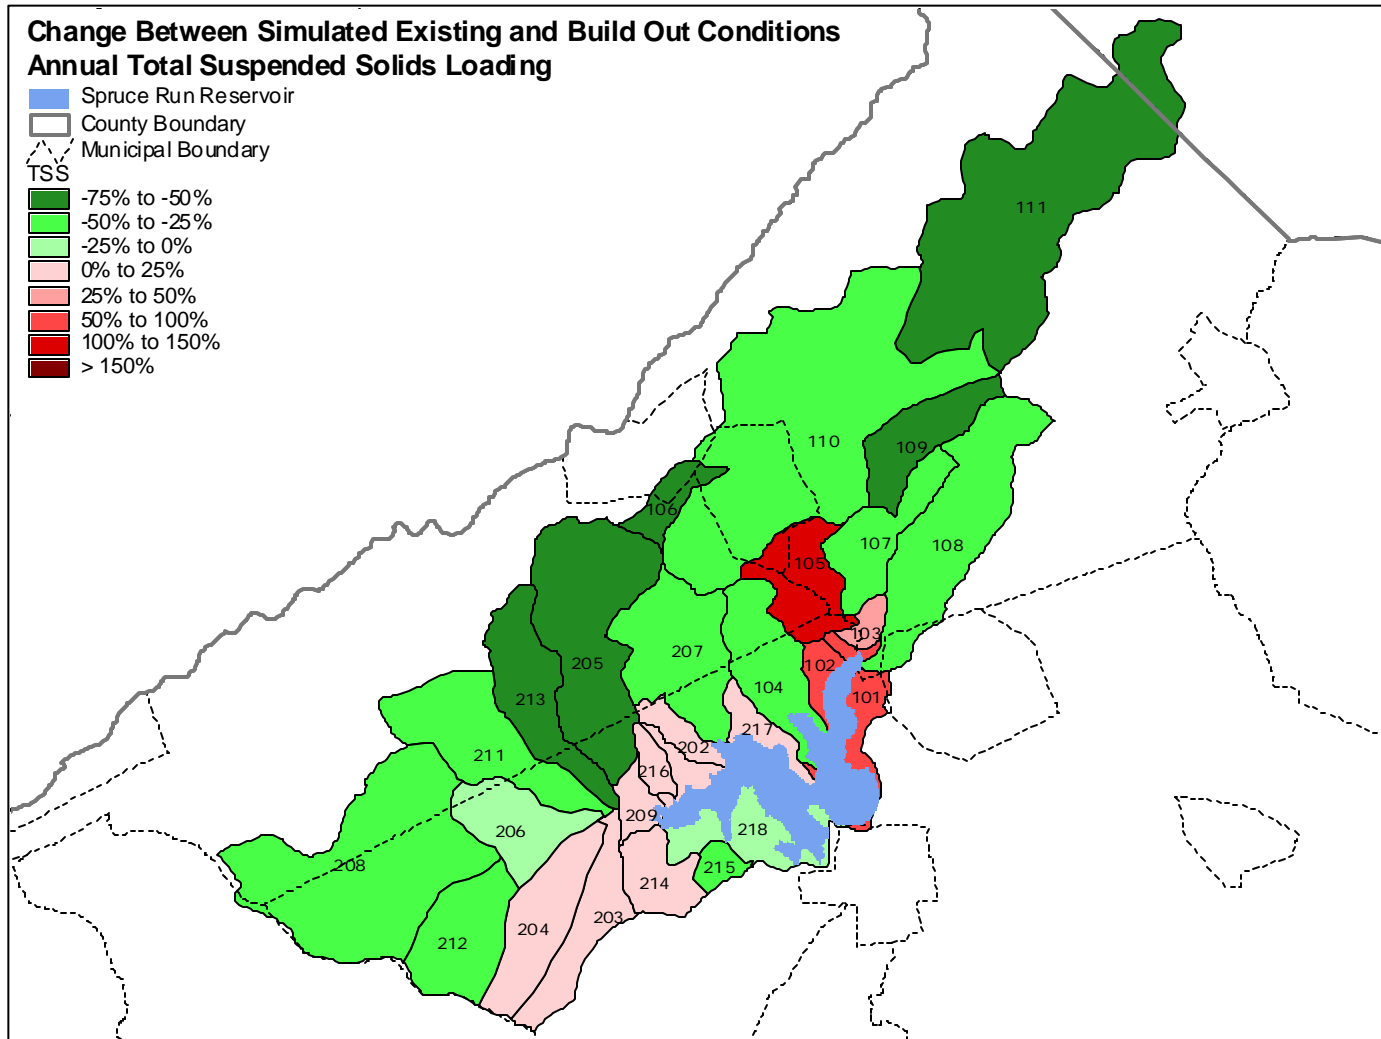 Change Between Simulated Existing and Build Out Conditions
Annual Total Suspended Solids Loading
Spruce Run Reservoir
County Boundary
Municipal Boundary
TSS
-75% to -50%
-50% to -25%
-25% to 0%
0% to 25%
25% to 50%
50% to 100%
100% to 150%
> 150%
111
110
109
106
107
108
105
103
102
101
104
207
205
213
217
202
216
211
209
206
218
215
208
214
203
204
212